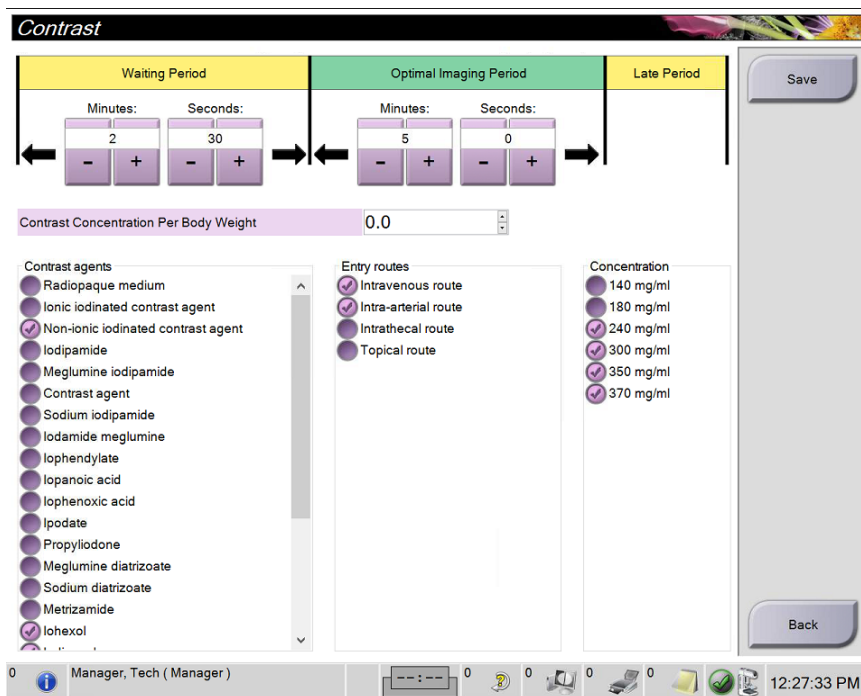 Contrast
Waiting Period
Optimal Imaging Period
Late Period
Save
Minutes:
Seconds:
Minutes:
Seconds:
2
30
5
0
- + - + - + - +
Contrast Concentration Per Body Weight
0.0
Contrast agents
Radiopaque medium
Ionic iodinated contrast agent
Non-ionic iodinated contrast agent
Iodipamide
Meglumine iodipamide
Contrast agent
Sodium iodipamide
Iodamide meglumine
Iophendylate
Iopanoic acid
Iophenoxic acid
Ipodate
Propyliodone
Meglumine diatrizoate
Sodium diatrizoate
Metrizamide
Iohexol
Entry routes
Intravenous route
Intra-arterial route
Intrathecal route
Topical route
Concentration
140 mg/ml
180 mg/ml
240 mg/ml
300 mg/ml
350 mg/ml
370 mg/ml
Back
0
Manager, Tech ( Manager )
--:--
0
0
0
0
12:27:33 PM